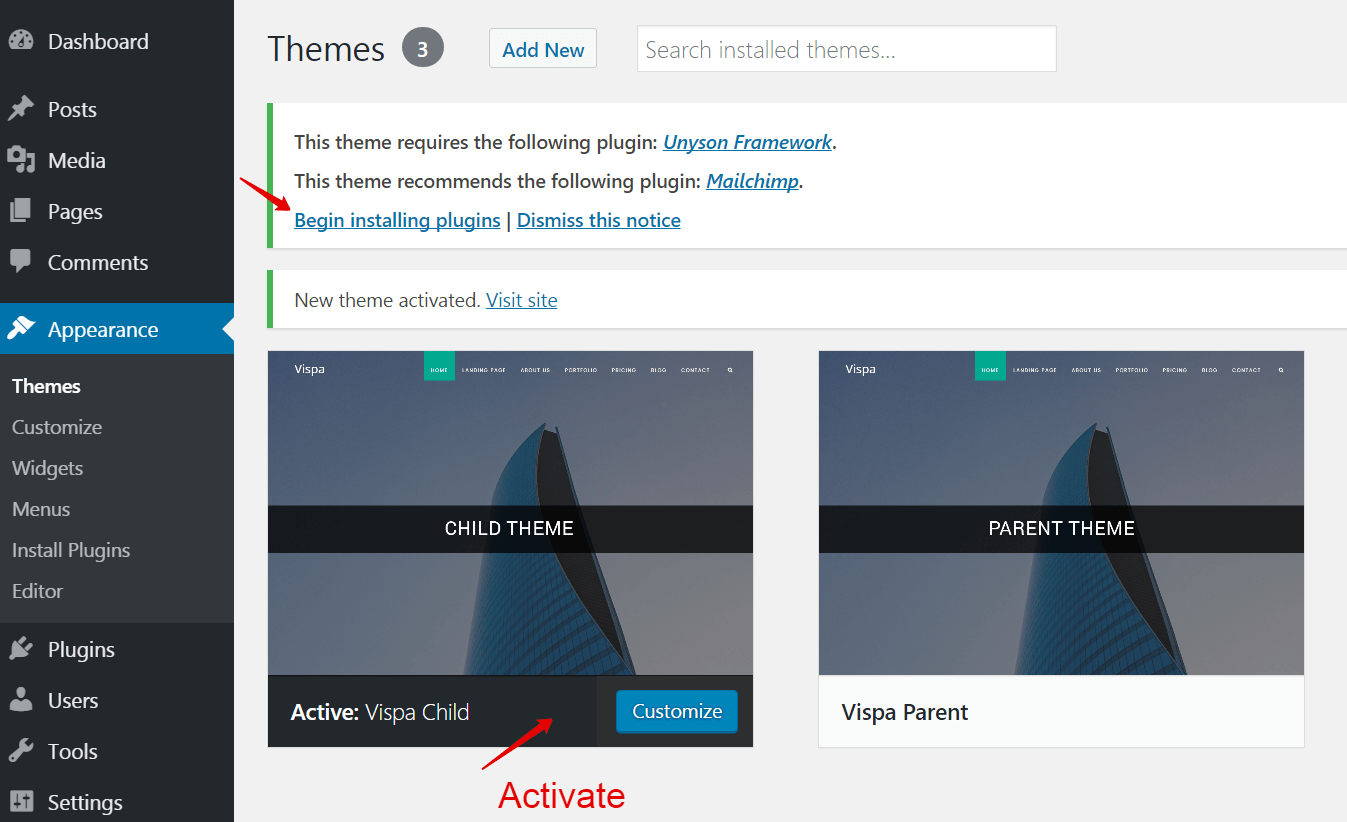 Dashboard
Posts
Media
Pages
Comments
Appearance
Themes
Customize
Widgets
Menus
Install Plugins
Editor
Plugins
Users
Tools
Settings
Themes 3 Add New Search installed themes...
This theme requires the following plugin: Unyson Framework.
This theme recommends the following plugin: Mailchimp.
Begin installing plugins | Dismiss this notice
New theme activated. Visit site
Vispa HOME LANDING PAGE ABOUT US PORTFOLIO PRICING BLOG CONTACT
CHILD THEME
Active: Vispa Child Customize
Vispa HOME LANDING PAGE ABOUT US PORTFOLIO PRICING BLOG CONTACT
PARENT THEME
Vispa Parent
Activate